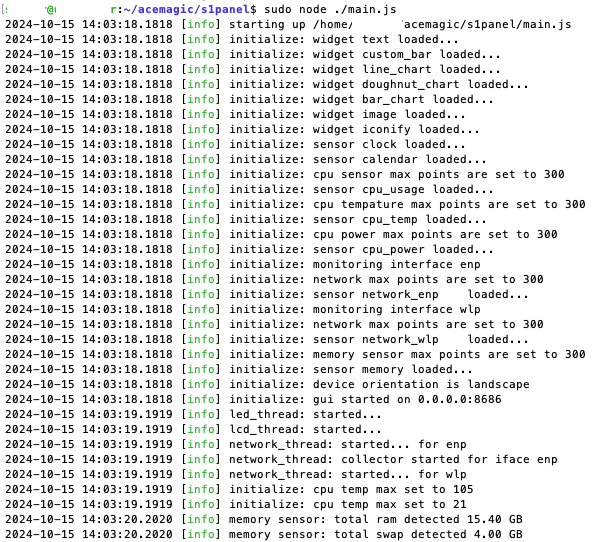 @ r:~/acemagic/s1panel$ sudo node ./main.js
2024-10-15 14:03:18.1818 [info] starting up /home/ acemagic/s1panel/main.js
2024-10-15 14:03:18.1818 [info] initialize: widget text loaded...
2024-10-15 14:03:18.1818 [info] initialize: widget custom_bar loaded...
2024-10-15 14:03:18.1818 [info] initialize: widget line_chart loaded...
2024-10-15 14:03:18.1818 [info] initialize: widget doughnut_chart loaded...
2024-10-15 14:03:18.1818 [info] initialize: widget bar_chart loaded...
2024-10-15 14:03:18.1818 [info] initialize: widget image loaded...
2024-10-15 14:03:18.1818 [info] initialize: widget iconify loaded...
2024-10-15 14:03:18.1818 [info] initialize: sensor clock loaded...
2024-10-15 14:03:18.1818 [info] initialize: sensor calendar loaded...
2024-10-15 14:03:18.1818 [info] initialize: cpu sensor max points are set to 300
2024-10-15 14:03:18.1818 [info] initialize: sensor cpu_usage loaded...
2024-10-15 14:03:18.1818 [info] initialize: cpu tempature max points are set to 300
2024-10-15 14:03:18.1818 [info] initialize: sensor cpu_temp loaded...
2024-10-15 14:03:18.1818 [info] initialize: cpu power max points are set to 300
2024-10-15 14:03:18.1818 [info] initialize: sensor cpu_power loaded...
2024-10-15 14:03:18.1818 [info] initialize: monitoring interface enp
2024-10-15 14:03:18.1818 [info] initialize: network max points are set to 300
2024-10-15 14:03:18.1818 [info] initialize: sensor network_enp loaded...
2024-10-15 14:03:18.1818 [info] initialize: monitoring interface wlp
2024-10-15 14:03:18.1818 [info] initialize: network max points are set to 300
2024-10-15 14:03:18.1818 [info] initialize: sensor network_wlp loaded...
2024-10-15 14:03:18.1818 [info] initialize: memory sensor max points are set to 300
2024-10-15 14:03:18.1818 [info] initialize: sensor memory loaded...
2024-10-15 14:03:18.1818 [info] initialize: device orientation is landscape
2024-10-15 14:03:18.1818 [info] initialize: gui started on 0.0.0.0:8686
2024-10-15 14:03:19.1919 [info] led_thread: started...
2024-10-15 14:03:19.1919 [info] lcd_thread: started...
2024-10-15 14:03:19.1919 [info] network_thread: started... for enp
2024-10-15 14:03:19.1919 [info] network_thread: collector started for iface enp
2024-10-15 14:03:19.1919 [info] network_thread: started... for wlp
2024-10-15 14:03:19.1919 [info] initialize: cpu temp max set to 105
2024-10-15 14:03:19.1919 [info] initialize: cpu temp max set to 21
2024-10-15 14:03:20.2020 [info] memory sensor: total ram detected 15.40 GB
2024-10-15 14:03:20.2020 [info] memory sensor: total swap detected 4.00 GB